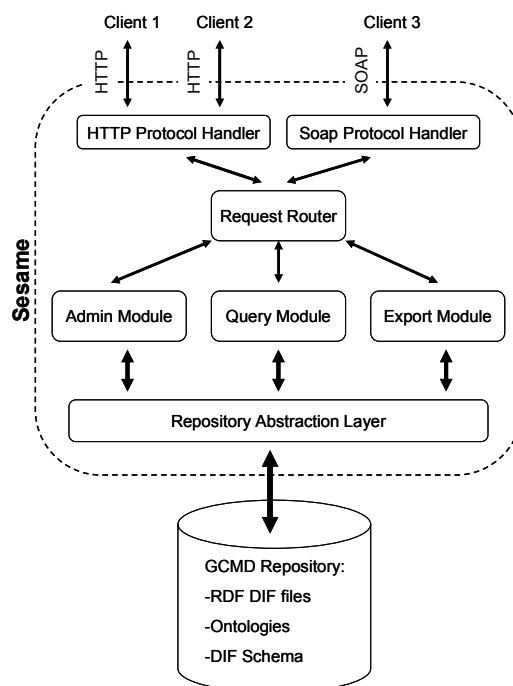 Client 1 Client 2 Client 3
HTTP HTTP SOAP
HTTP Protocol Handler
Soap Protocol Handler
Request Router
Sesame
Admin Module
Query Module
Export Module
Repository Abstraction Layer
GCMD Repository:
-RDF DIF files
-Ontologies
-DIF Schema